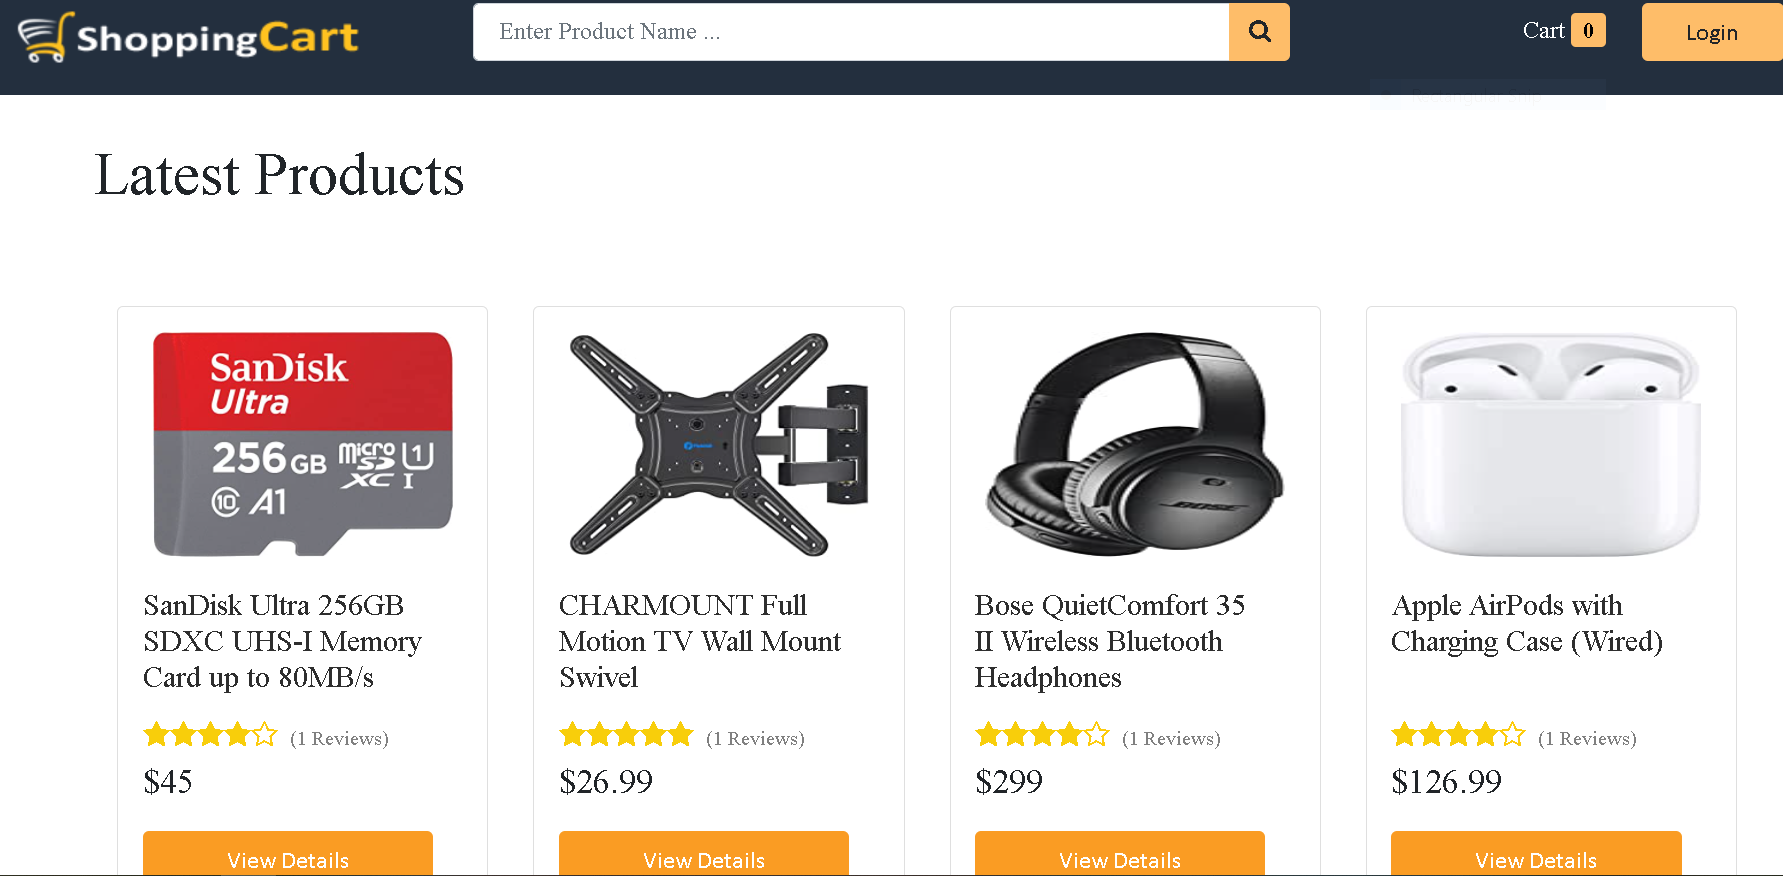 ShoppingCart
Enter Product Name ...
Cart 0
Login
Rectangular Snip
Latest Products
SanDisk
Ultra
256GB micro SD XC I U1
10 A1
BOSE
SanDisk Ultra 256GB
SDXC UHS-I Memory
Card up to 80MB/s
(1 Reviews)
$45
View Details
CHARMOUNT Full
Motion TV Wall Mount
Swivel
(1 Reviews)
$26.99
View Details
Bose QuietComfort 35
II Wireless Bluetooth
Headphones
(1 Reviews)
$299
View Details
Apple AirPods with
Charging Case (Wired)
(1 Reviews)
$126.99
View Details